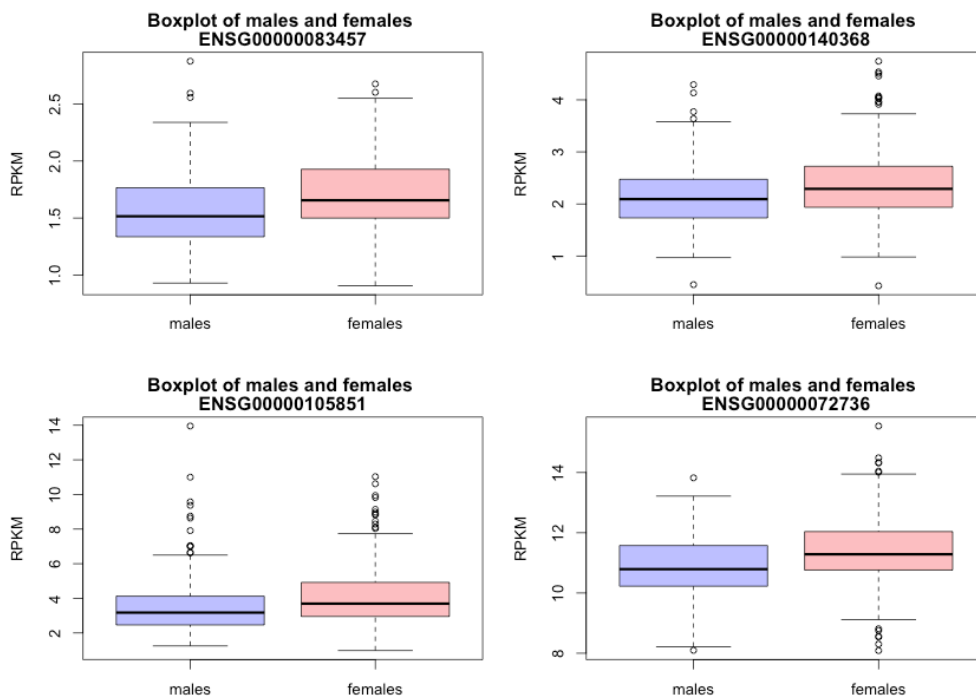 Boxplot of males and females
ENSG00000083457
RPKM
2.5
2.0
1.5
1.0
males females
Boxplot of males and females
ENSG00000140368
RPKM
4
3
2
1
males females
Boxplot of males and females
ENSG00000105851
RPKM
14
12
10
8
6
4
2
males females
Boxplot of males and females
ENSG00000072736
RPKM
14
12
10
8
males females